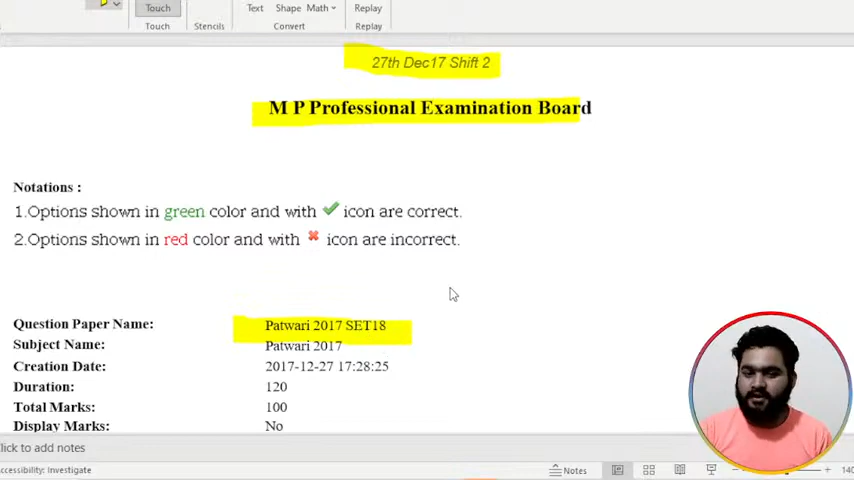 Touch
Text Shape Math
Replay
Touch
Stencils
Convert
Replay
27th Dec17 Shift 2
M P Professional Examination Board
Notations :
1.Options shown in green color and with icon are correct.
2.Options shown in red color and with icon are incorrect.
Question Paper Name: Patwari 2017 SET18
Subject Name: Patwari 2017
Creation Date: 2017-12-27 17:28:25
Duration: 120
Total Marks: 100
Display Marks: No
lick to add notes
ccessibility: Investigate
Notes
140